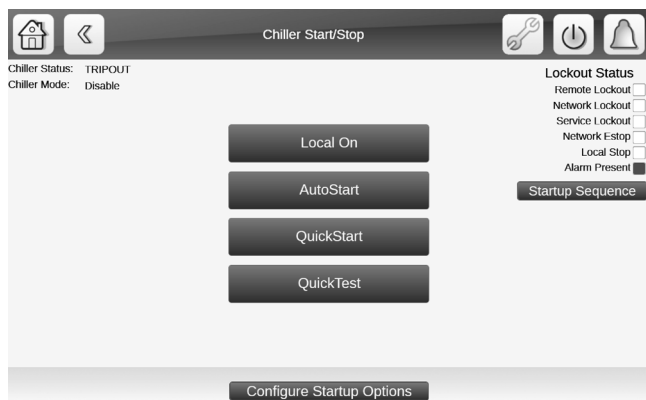 Chiller Start/Stop
Chiller Status: TRIPOUT
Chiller Mode: Disable
Local On
AutoStart
QuickStart
QuickTest
Lockout Status
Remote Lockout
Network Lockout
Service Lockout
Network Estop
Local Stop
Alarm Present
Startup Sequence
Configure Startup Options